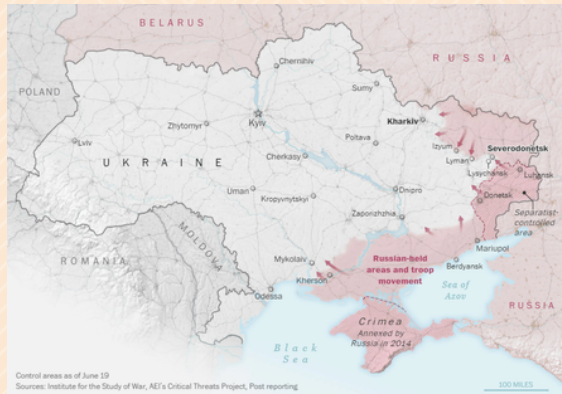 BELARUS
RUSSIA
POLAND
Chernihiv
Sumy
Kyiv
Zhytomyr
Lviv
Kharkiv
Poltava
Izyum
Severodonetsk
Lyman
Lysychansk
Luhansk
UKRAINE
Cherkasy
Uman
Kropyvnytskyi
Dnipro
Donetsk
Zaporizhzhia
Separatist-
controlled
area
MOLDOVA
ROMANIA
Mykolaiv
Kherson
Odessa
Russian-held
areas and troop
movement
Mariupol
Berdyansk
Sea of
Azov
RUSSIA
Crimea
Annexed by
Russia in 2014
Black
Sea
Control areas as of June 19
Sources: Institute for the Study of War, AEI's Critical Threats Project, Post reporting
100 MILES